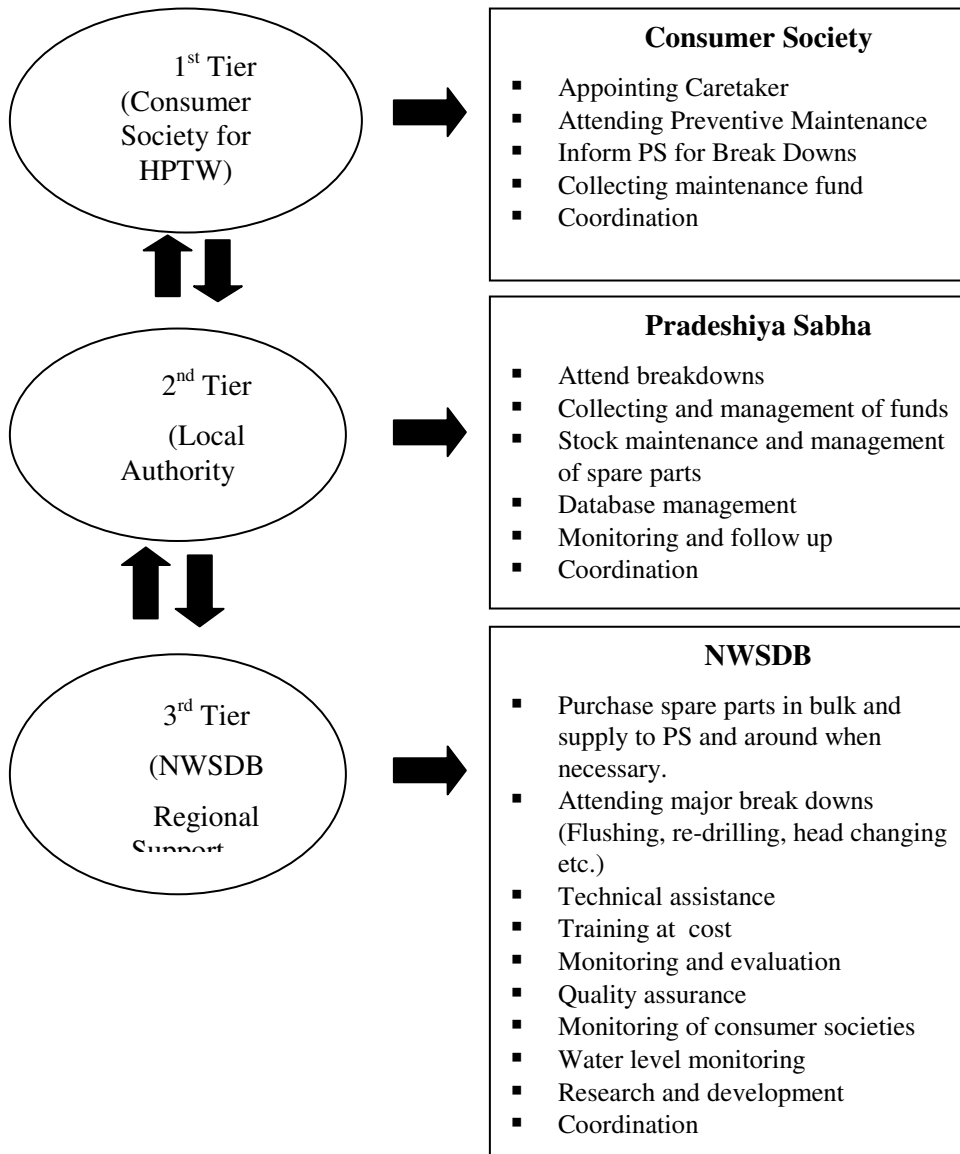 1st Tier
(Consumer
Society for
HPTW)
Consumer Society
▪ Appointing Caretaker
▪ Attending Preventive Maintenance
▪ Inform PS for Break Downs
▪ Collecting maintenance fund
▪ Coordination
2nd Tier
(Local
Authority
Pradeshiya Sabha
▪ Attend breakdowns
▪ Collecting and management of funds
▪ Stock maintenance and management
of spare parts
▪ Database management
▪ Monitoring and follow up
▪ Coordination
3rd Tier
(NWSDB
Regional
Support
NWSDB
▪ Purchase spare parts in bulk and
supply to PS and around when
necessary.
▪ Attending major break downs
(Flushing, re-drilling, head changing
etc.)
▪ Technical assistance
▪ Training at cost
▪ Monitoring and evaluation
▪ Quality assurance
▪ Monitoring of consumer societies
▪ Water level monitoring
▪ Research and development
▪ Coordination